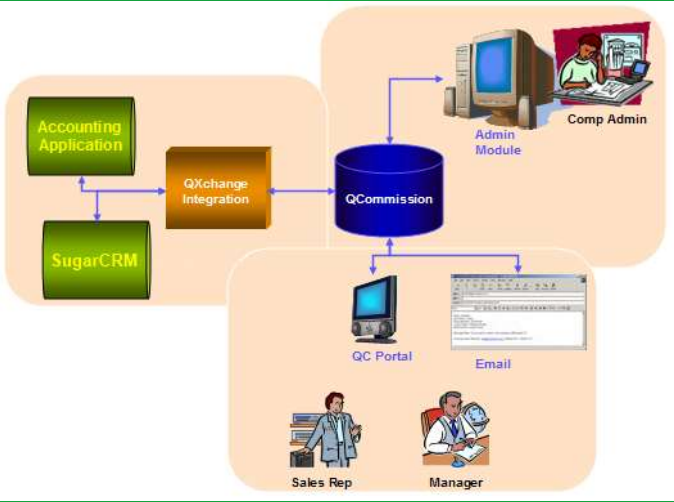 Accounting
Application
QXchange
Integration
SugarCRM
QCommission
Admin
Module
Comp Admin
QC Portal
Email
Sales Rep
Manager